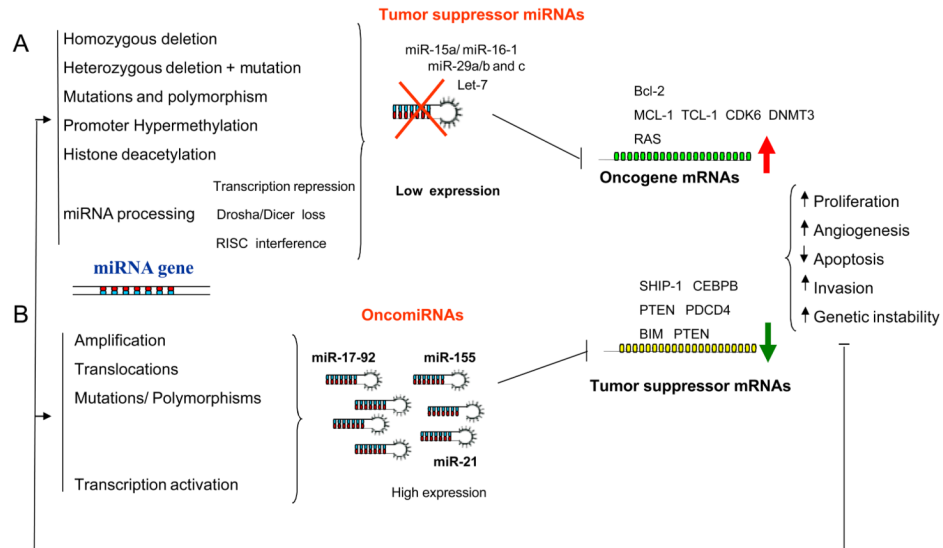 Tumor suppressor miRNAs
A
Homozygous deletion
Heterozygous deletion + mutation
Mutations and polymorphism
Promoter Hypermethylation
Histone deacetylation
miRNA processing
Transcription repression
Drosha/Dicer loss
RISC interference
miR-15a/ miR-16-1
miR-29a/b and c
Let-7
Low expression
Bcl-2
MCL-1 TCL-1 CDK6 DNMT3
RAS
Oncogene mRNAs
Proliferation
Angiogenesis
Apoptosis
Invasion
Genetic instability
miRNA gene
B
OncomiRNAs
Amplification
Translocations
Mutations/ Polymorphisms
Transcription activation
miR-17-92
miR-155
miR-21
High expression
SHIP-1 CEBPB
PTEN PDCD4
BIM PTEN
Tumor suppressor mRNAs